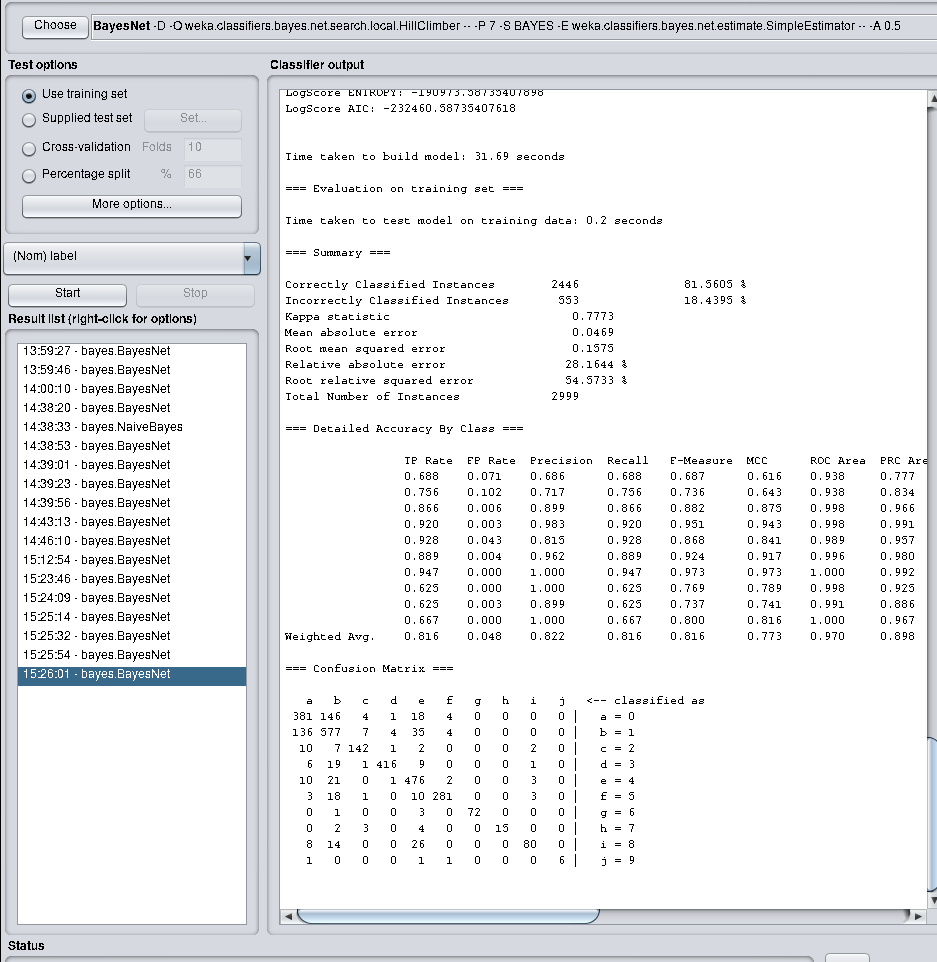 Choose BayesNet -D -Q weka.classifiers.bayes.net.search.local.HillClimber -- -P 7 -S BAYES -E weka.classifiers.bayes.net.estimate.SimpleEstimator -- -A 0.5
Test options
Use training set
Supplied test set Set...
Cross-validation Folds 10
Percentage split % 66
More options...
(Nom) label
Start Stop
Result list (right-click for options)
13:59:27 - bayes.BayesNet
13:59:46 - bayes.BayesNet
14:00:10 - bayes.BayesNet
14:38:20 - bayes.BayesNet
14:38:33 - bayes.NaiveBayes
14:38:53 - bayes.BayesNet
14:39:01 - bayes.BayesNet
14:39:23 - bayes.BayesNet
14:39:56 - bayes.BayesNet
14:43:13 - bayes.BayesNet
14:46:10 - bayes.BayesNet
15:12:54 - bayes.BayesNet
15:23:46 - bayes.BayesNet
15:24:09 - bayes.BayesNet
15:25:14 - bayes.BayesNet
15:25:32 - bayes.BayesNet
15:25:54 - bayes.BayesNet
15:26:01 - bayes.BayesNet
Classifier output
LogScore ENTROPY: -190973.58735407898
LogScore AIC: -232460.58735407618
Time taken to build model: 31.69 seconds
=== Evaluation on training set ===
Time taken to test model on training data: 0.2 seconds
=== Summary ===
Correctly Classified Instances 2446 81.5605 %
Incorrectly Classified Instances 553 18.4395 %
Kappa statistic 0.7773
Mean absolute error 0.0469
Root mean squared error 0.1575
Relative absolute error 28.1644 %
Root relative squared error 54.5733 %
Total Number of Instances 2999
=== Detailed Accuracy By Class ===
TP Rate FP Rate Precision Recall F-Measure MCC ROC Area PRC Are
0.688 0.071 0.686 0.688 0.687 0.616 0.938 0.777
0.756 0.102 0.717 0.756 0.736 0.643 0.938 0.834
0.866 0.006 0.899 0.866 0.882 0.875 0.998 0.966
0.920 0.003 0.983 0.920 0.951 0.943 0.998 0.991
0.928 0.043 0.815 0.928 0.868 0.841 0.989 0.957
0.889 0.004 0.962 0.889 0.924 0.917 0.996 0.980
0.947 0.000 1.000 0.947 0.973 0.973 1.000 0.992
0.625 0.000 1.000 0.625 0.769 0.789 0.998 0.925
0.625 0.003 0.899 0.625 0.737 0.741 0.991 0.886
0.667 0.000 1.000 0.667 0.800 0.816 1.000 0.967
Weighted Avg. 0.816 0.048 0.822 0.816 0.816 0.773 0.970 0.898
=== Confusion Matrix ===
a b c d e f g h i j <-- classified as
381 146 4 1 18 4 0 0 0 0 | a = 0
136 577 7 4 35 4 0 0 0 0 | b = 1
10 7 142 1 2 0 0 0 2 0 | c = 2
6 19 1 416 9 0 0 0 1 0 | d = 3
10 21 0 1 476 2 0 0 3 0 | e = 4
3 18 1 0 10 281 0 0 3 0 | f = 5
0 1 0 0 3 0 72 0 0 0 | g = 6
0 2 3 0 4 0 0 15 0 0 | h = 7
8 14 0 0 26 0 0 0 80 0 | i = 8
1 0 0 0 1 1 0 0 0 6 | j = 9
Status